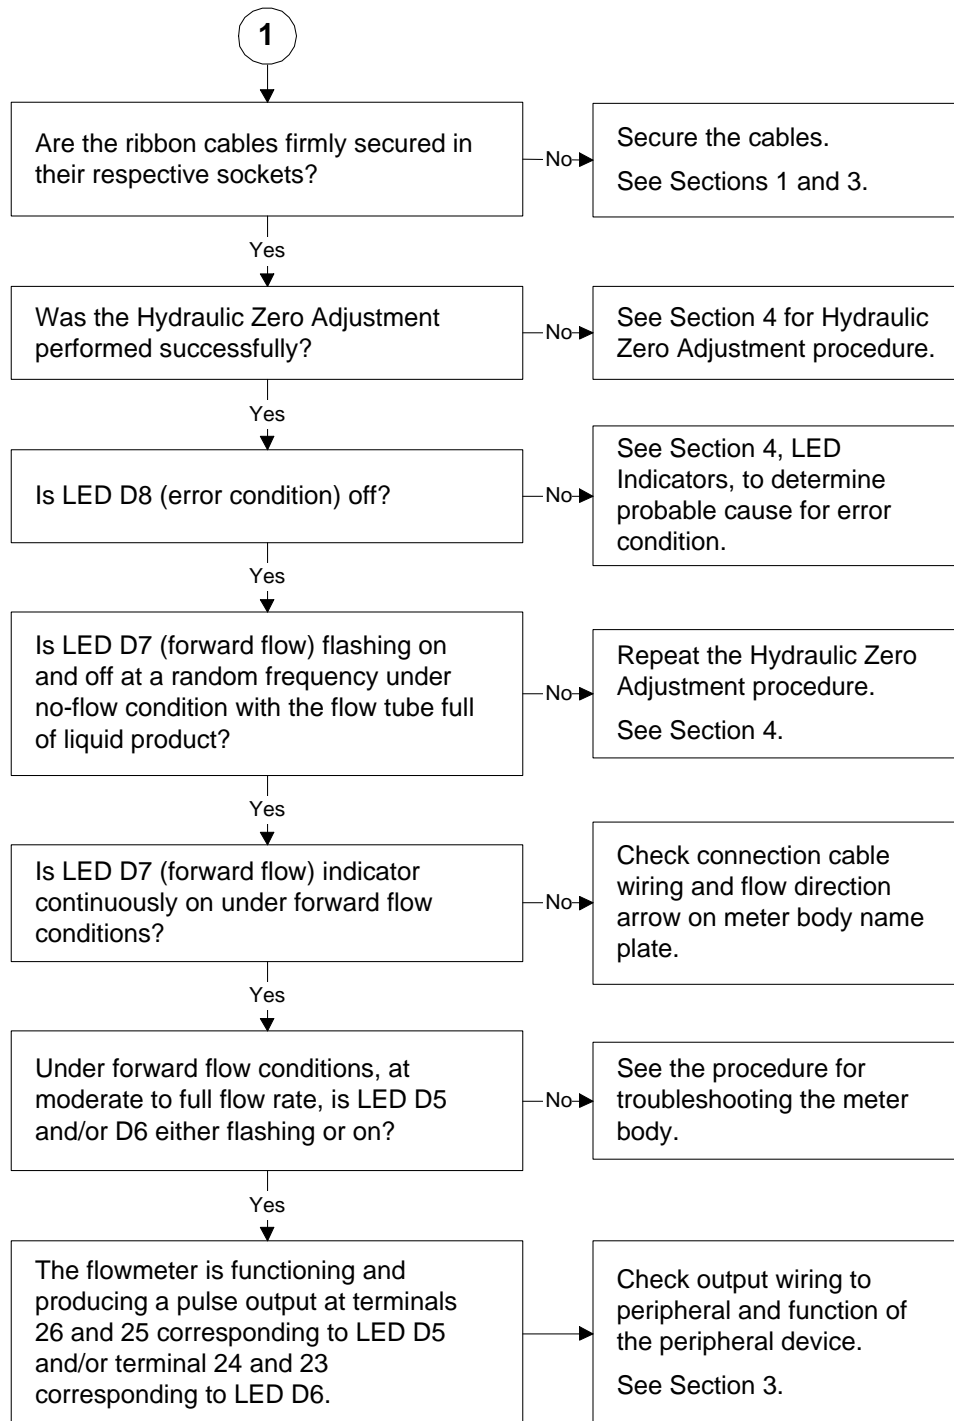 1
Are the ribbon cables firmly secured in
their respective sockets?
No
Secure the cables.
See Sections 1 and 3.
Yes
Was the Hydraulic Zero Adjustment
performed successfully?
No
See Section 4 for Hydraulic
Zero Adjustment procedure.
Yes
Is LED D8 (error condition) off?
No
See Section 4, LED
Indicators, to determine
probable cause for error
condition.
Yes
Is LED D7 (forward flow) flashing on
and off at a random frequency under
no-flow condition with the flow tube full
of liquid product?
No
Repeat the Hydraulic Zero
Adjustment procedure.
See Section 4.
Yes
Is LED D7 (forward flow) indicator
continuously on under forward flow
conditions?
No
Check connection cable
wiring and flow direction
arrow on meter body name
plate.
Yes
Under forward flow conditions, at
moderate to full flow rate, is LED D5
and/or D6 either flashing or on?
No
See the procedure for
troubleshooting the meter
body.
Yes
The flowmeter is functioning and
producing a pulse output at terminals
26 and 25 corresponding to LED D5
and/or terminal 24 and 23
corresponding to LED D6.
Check output wiring to
peripheral and function of
the peripheral device.
See Section 3.